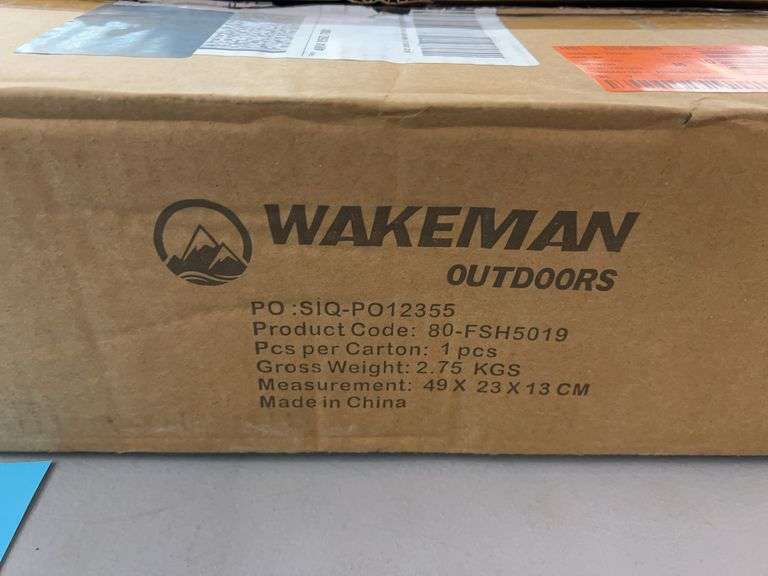 WAKEMAN
OUTDOORS
PO :SIQ-PO12355
Product Code: 80-FSH5019
Pcs per Carton: 1 pcs
Gross Weight: 2.75 KGS
Measurement: 49 X 23 X 13 CM
Made in China